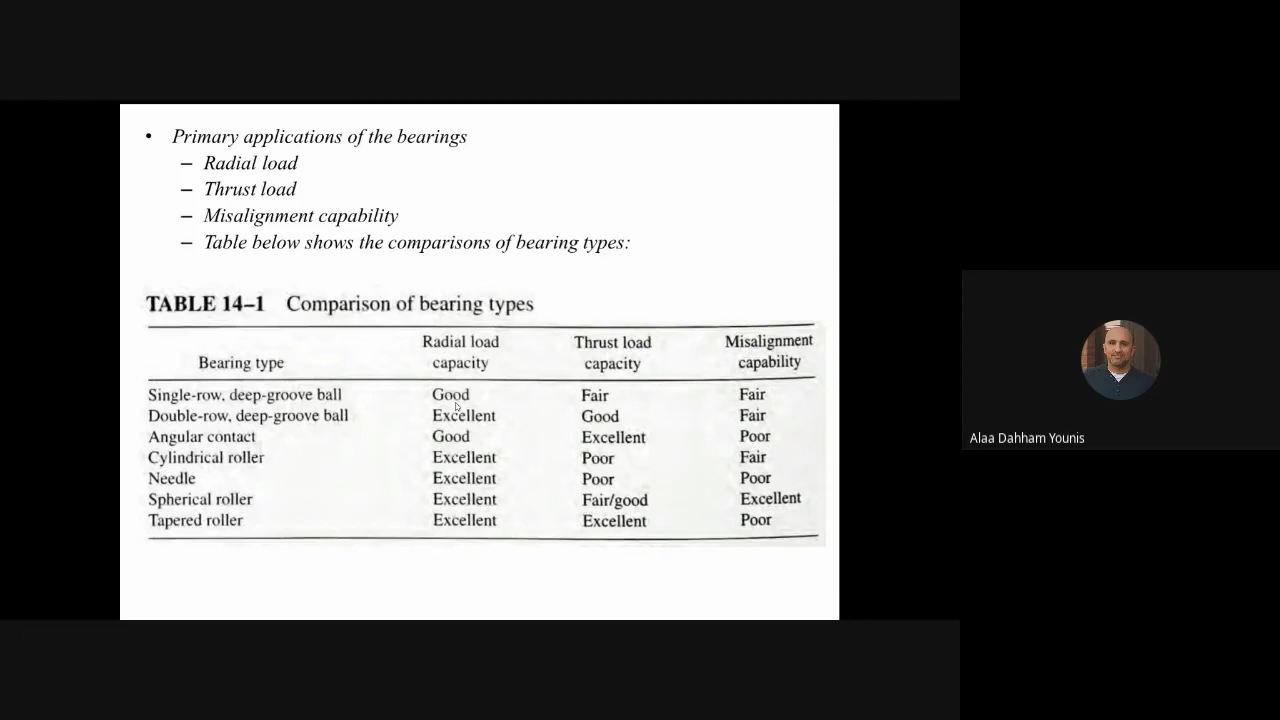 • Primary applications of the bearings
– Radial load
– Thrust load
– Misalignment capability
– Table below shows the comparisons of bearing types:
TABLE 14–1 Comparison of bearing types
Radial load Thrust load Misalignment
Bearing type capacity capacity capability
Single-row, deep-groove ball Good Fair Fair
Double-row, deep-groove ball Excellent Good Fair
Angular contact Good Excellent Poor
Cylindrical roller Excellent Poor Fair
Needle Excellent Poor Poor
Spherical roller Excellent Fair/good Excellent
Tapered roller Excellent Excellent Poor
Alaa Dahham Younis